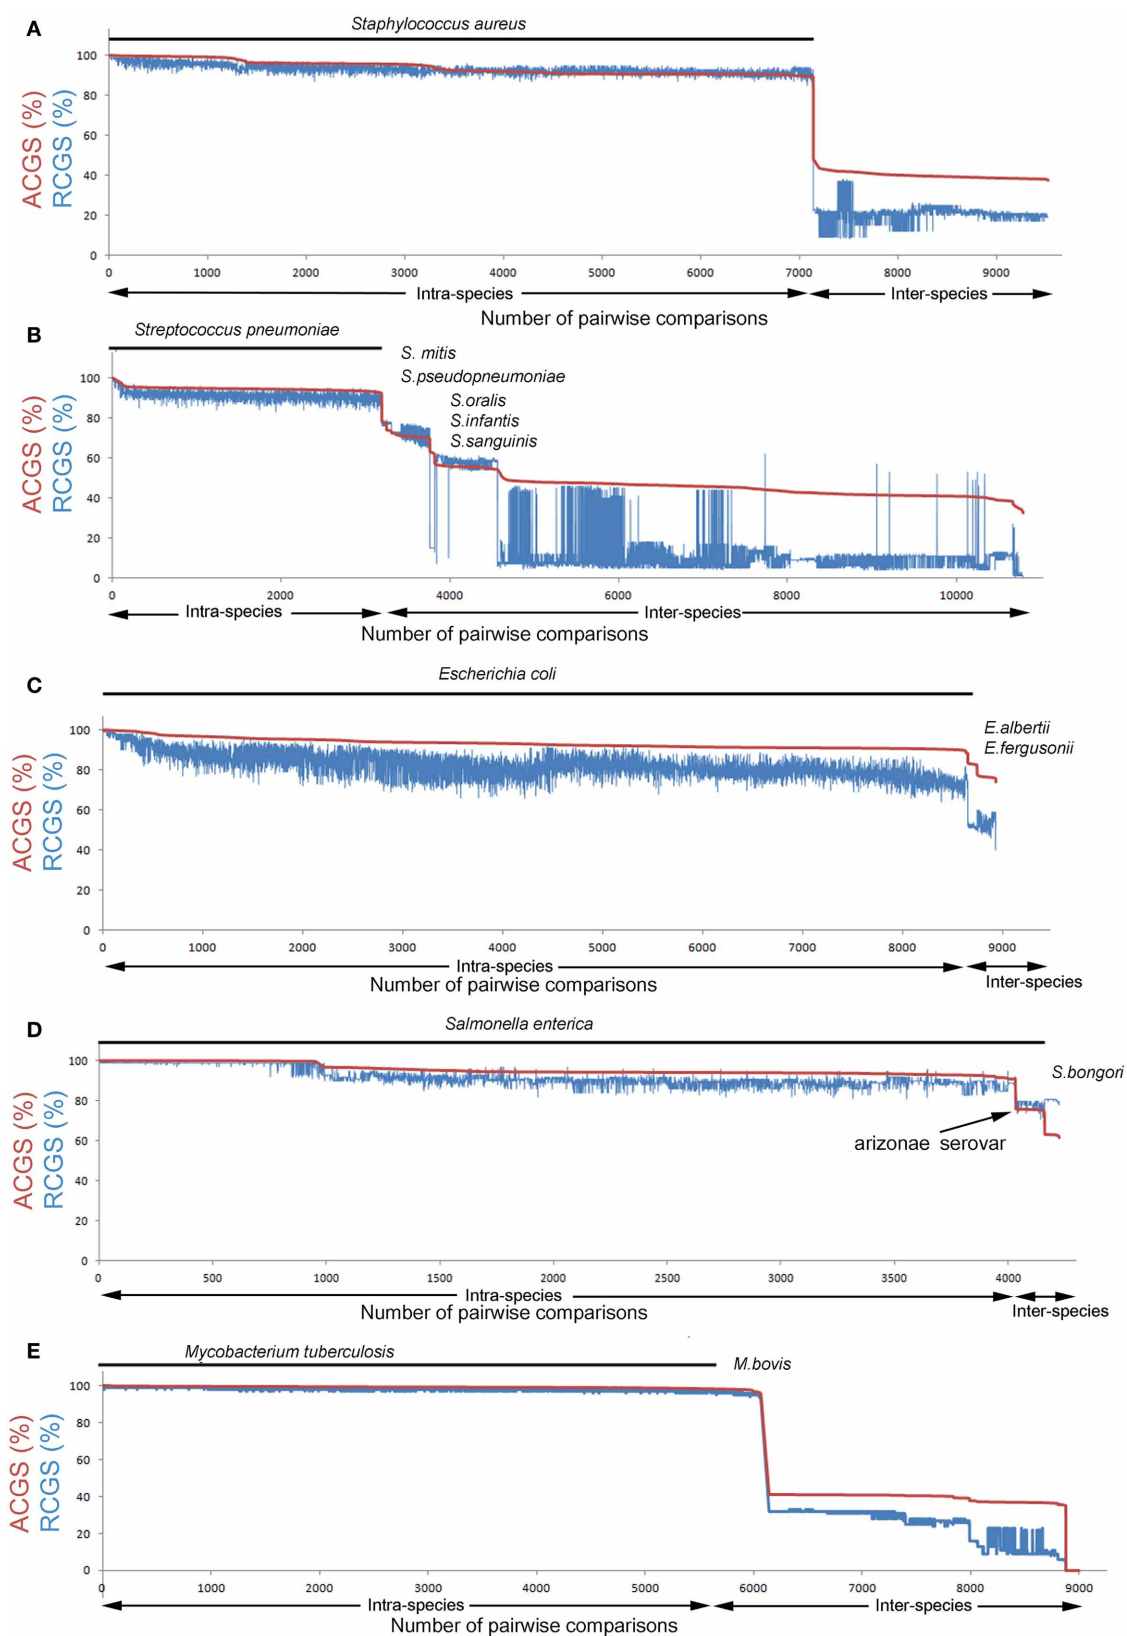 A
Staphylococcus aureus
ACGS (%)
RCGS (%)
100
80
60
40
20
0
0 1000 2000 3000 4000 5000 6000 7000 8000 9000
Intra-species Inter-species
Number of pairwise comparisons
B
Streptococcus pneumoniae
S. mitis
S.pseudopneumoniae
S.oralis
S.infantis
S.sanguinis
ACGS (%)
RCGS (%)
100
80
60
40
20
0
0 2000 4000 6000 8000 10000
Intra-species Inter-species
Number of pairwise comparisons
C
Escherichia coli
E.albertii
E.fergusonii
ACGS (%)
RCGS (%)
100
80
60
40
20
0
0 1000 2000 3000 4000 5000 6000 7000 8000 9000
Intra-species Inter-species
Number of pairwise comparisons
D
Salmonella enterica
S.bongori
arizonae serovar
ACGS (%)
RCGS (%)
100
80
60
40
20
0
0 500 1000 1500 2000 2500 3000 3500 4000
Intra-species Inter-species
Number of pairwise comparisons
E
Mycobacterium tuberculosis
M.bovis
ACGS (%)
RCGS (%)
100
80
60
40
20
0
0 1000 2000 3000 4000 5000 6000 7000 8000 9000
Intra-species Inter-species
Number of pairwise comparisons